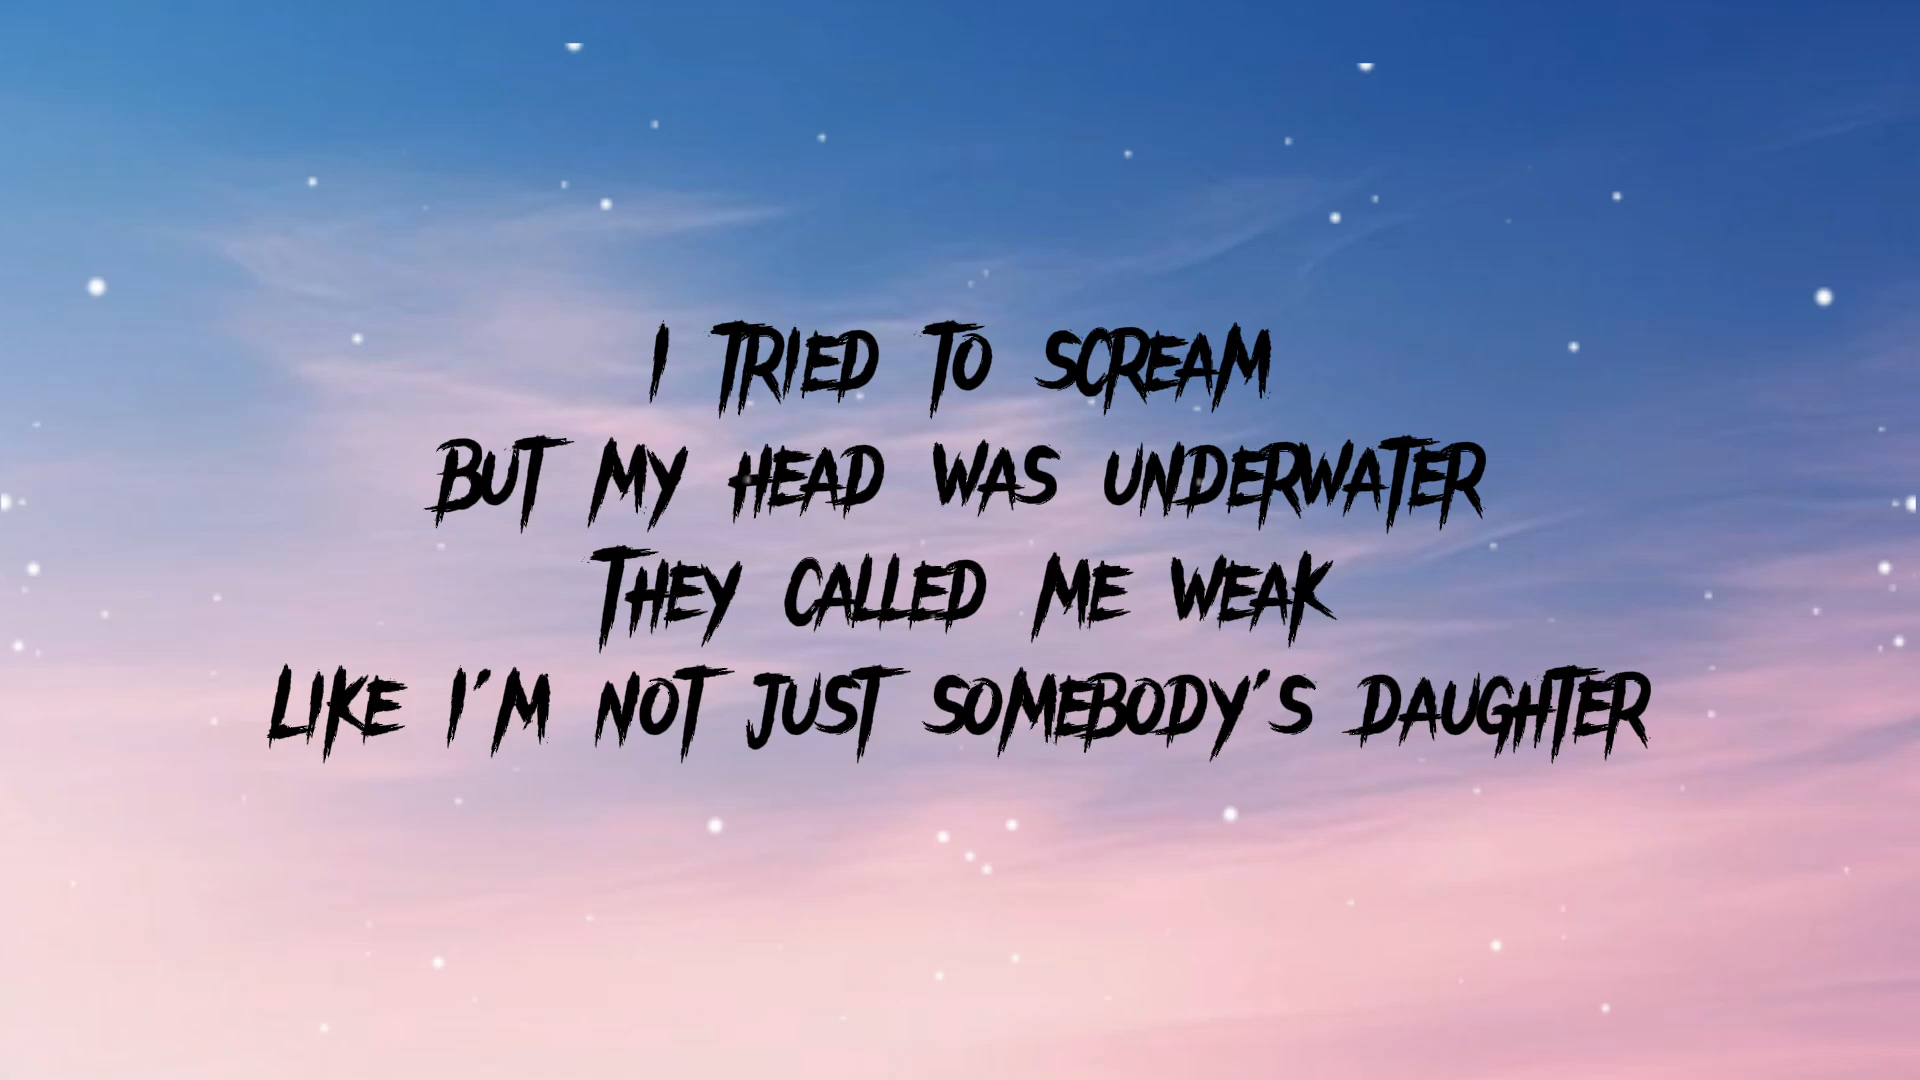 I TRIED TO SCREAM
BUT MY HEAD WAS UNDERWATER
THEY CALLED ME WEAK
LIKE I'M NOT JUST SOMEBODY'S DAUGHTER